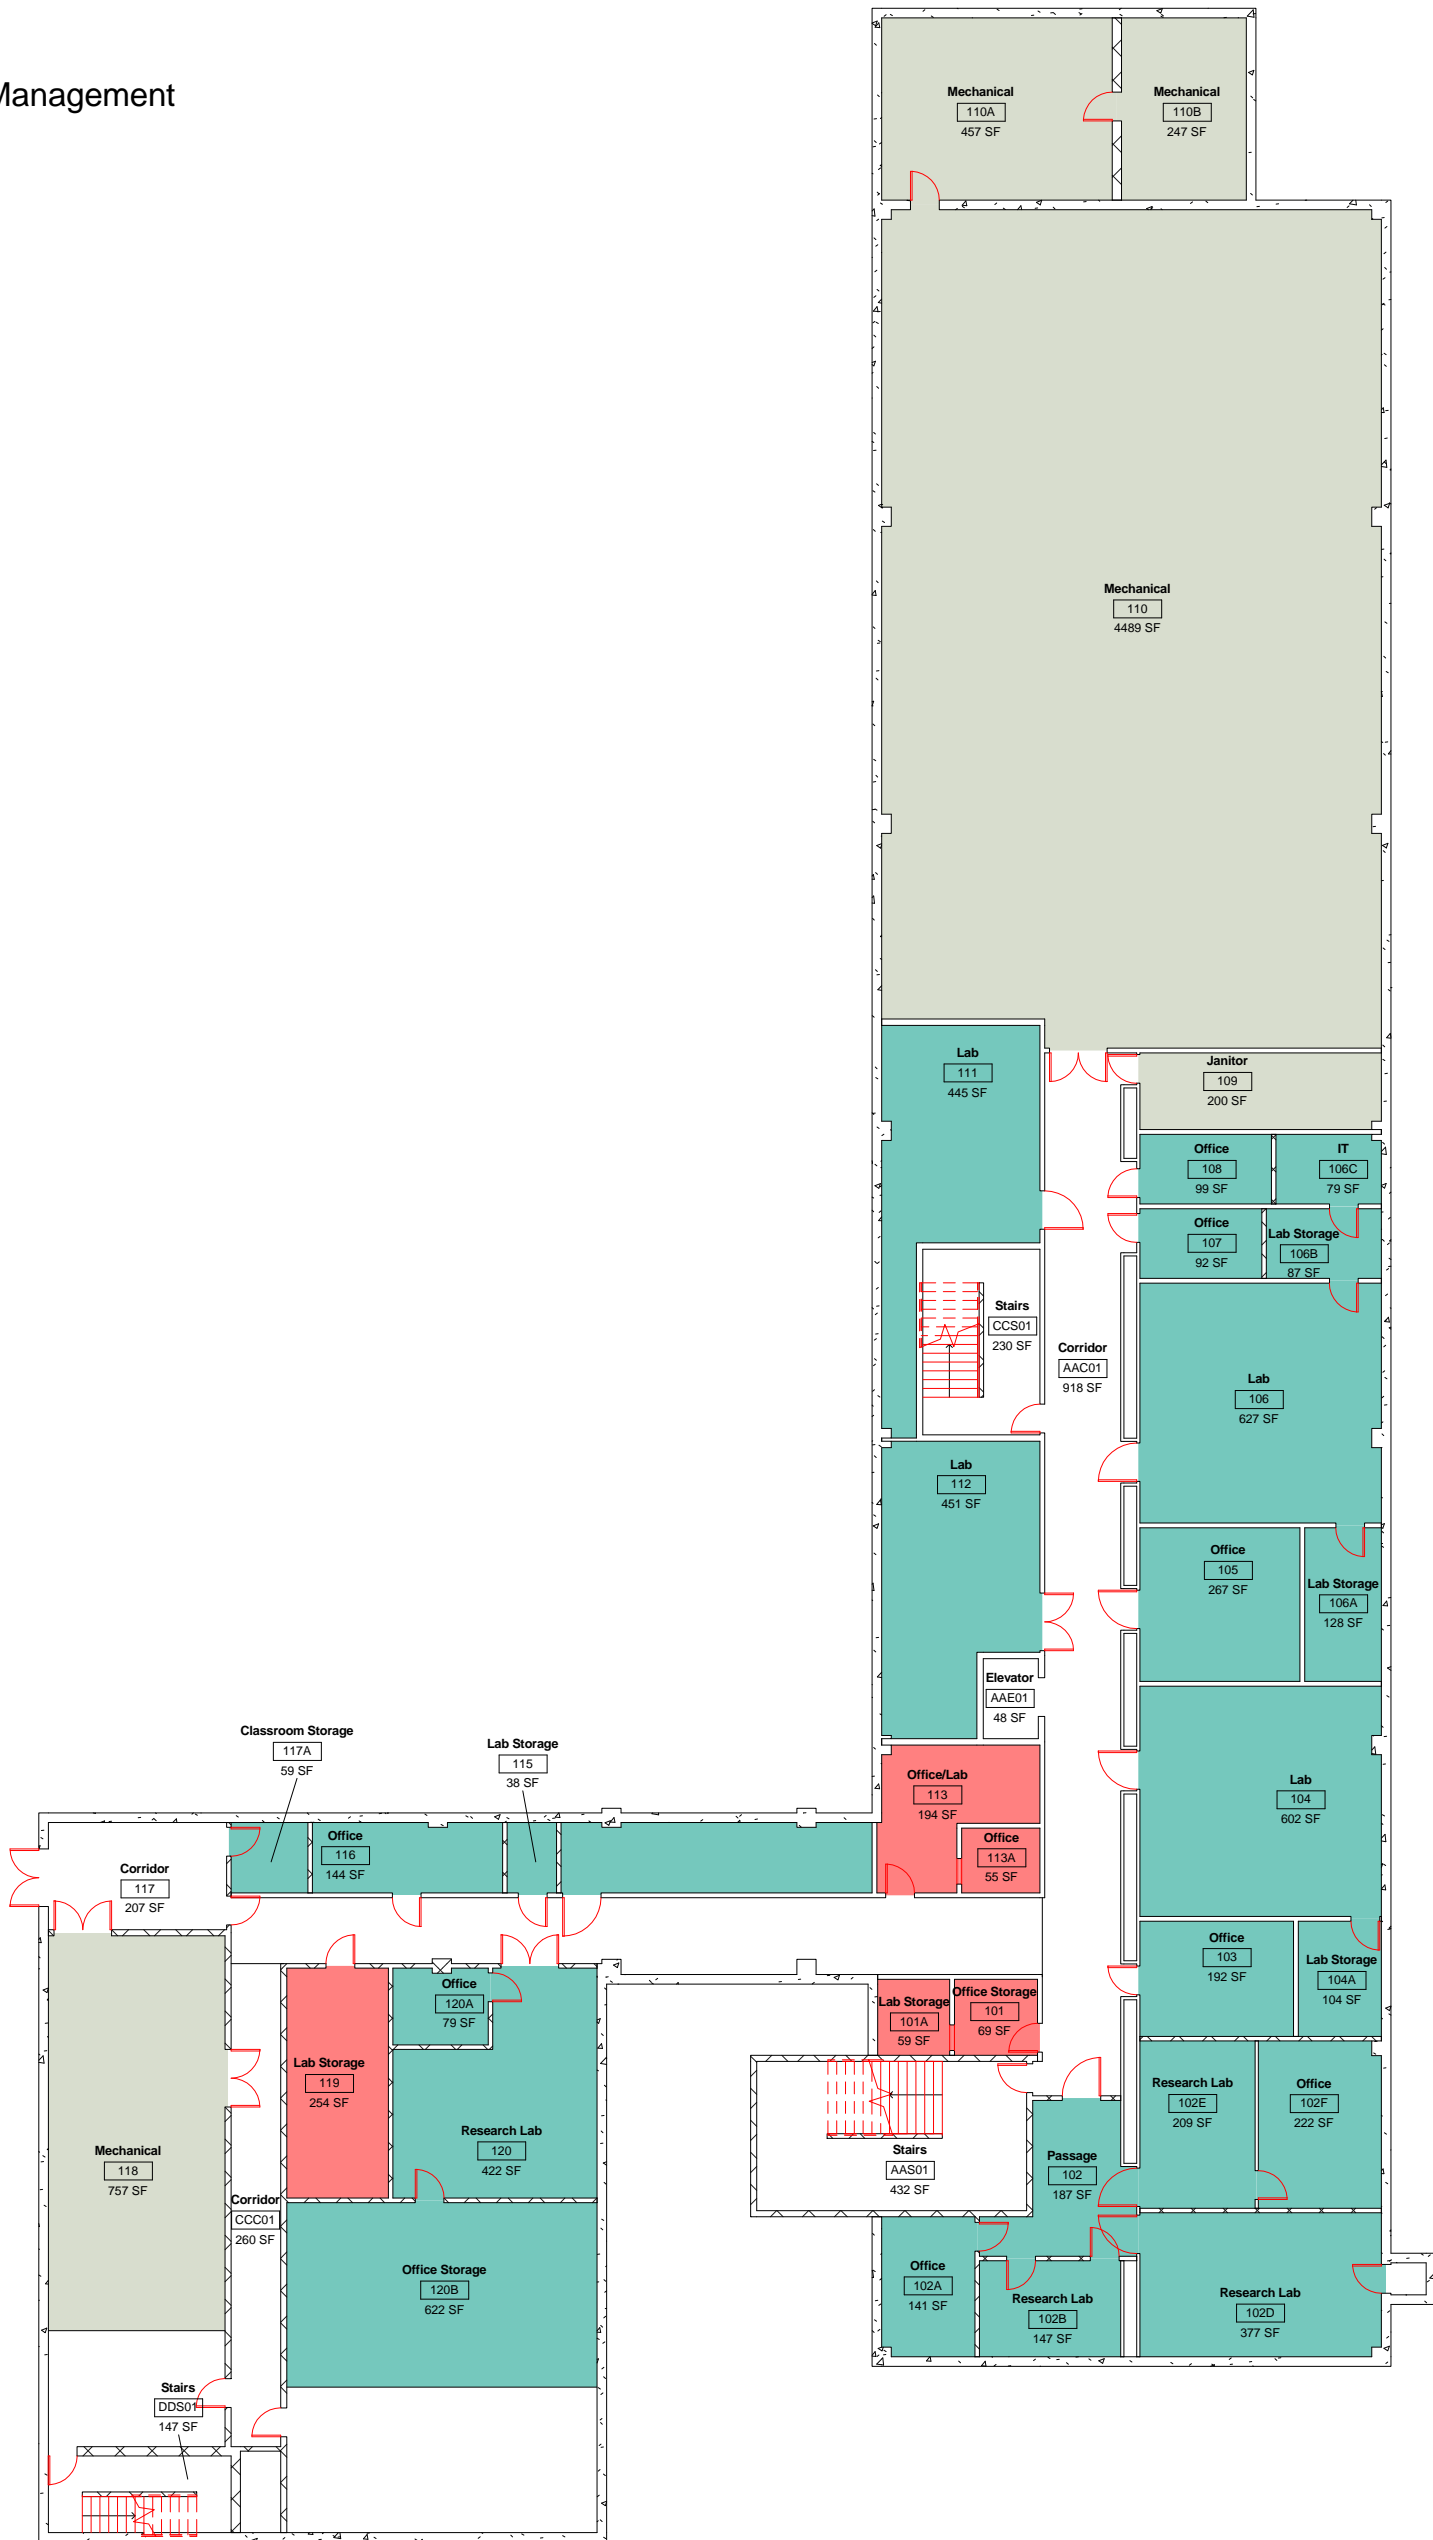 Management
Mechanical
110A
457 SF
Mechanical
110B
247 SF
Mechanical
110
4489 SF
Lab
111
445 SF
Janitor
109
200 SF
Office
108
99 SF
IT
106C
79 SF
Office
107
92 SF
Lab Storage
106B
87 SF
Stairs
CCS01
230 SF
Corridor
AAC01
918 SF
Lab
106
627 SF
Lab
112
451 SF
Office
105
267 SF
Lab Storage
106A
128 SF
Elevator
AAE01
48 SF
Classroom Storage
117A
59 SF
Lab Storage
115
38 SF
Office/Lab
113
194 SF
Office
113A
55 SF
Lab
104
602 SF
Office
116
144 SF
Corridor
117
207 SF
Office
103
192 SF
Lab Storage
104A
104 SF
Office
120A
79 SF
Lab Storage
101A
59 SF
Office Storage
101
69 SF
Lab Storage
119
254 SF
Research Lab
102E
209 SF
Office
102F
222 SF
Research Lab
120
422 SF
Mechanical
118
757 SF
Stairs
AAS01
432 SF
Passage
102
187 SF
Corridor
CCC01
260 SF
Office Storage
120B
622 SF
Office
102A
141 SF
Research Lab
102B
147 SF
Research Lab
102D
377 SF
Stairs
DDS01
147 SF